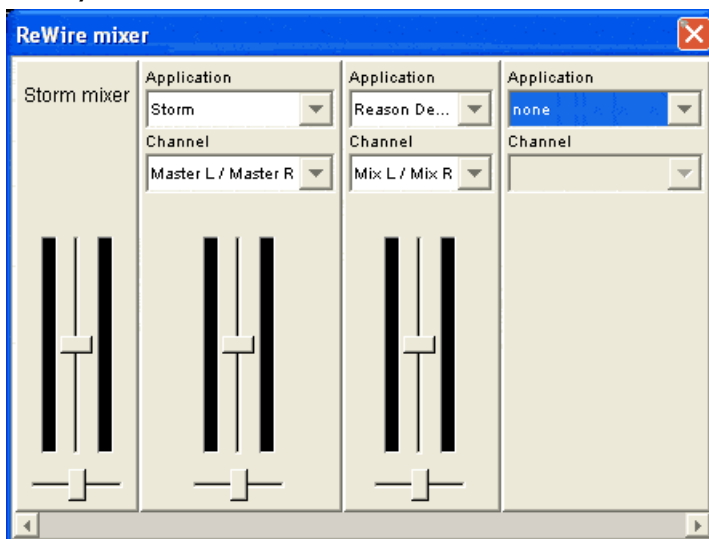 ReWire mixer
Storm mixer
Application
Storm
Channel
Master L / Master R
Application
Reason De...
Channel
Mix L / Mix R
Application
none
Channel